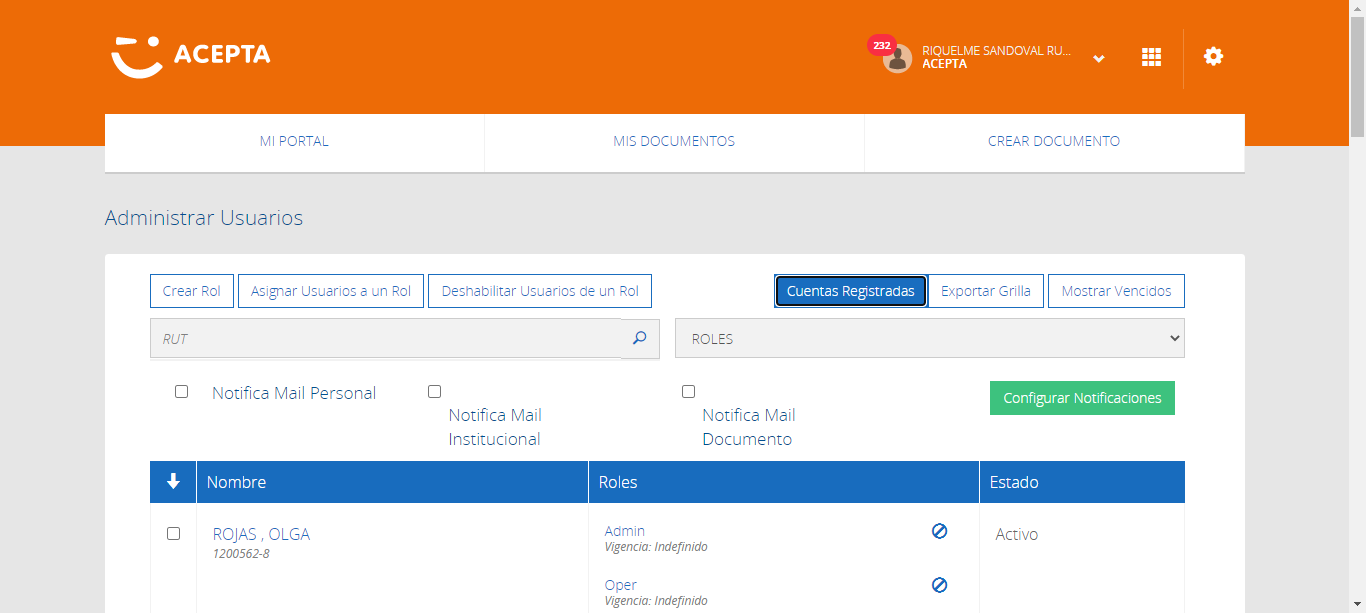 ACEPTA
232
RIQUELME SANDOVAL RU...
ACEPTA
MI PORTAL
MIS DOCUMENTOS
CREAR DOCUMENTO
Administrar Usuarios
Crear Rol
Asignar Usuarios a un Rol
Deshabilitar Usuarios de un Rol
Cuentas Registradas
Exportar Grilla
Mostrar Vencidos
RUT
ROLES
Notifica Mail Personal
Notifica Mail
Institucional
Notifica Mail
Documento
Configurar Notificaciones
Nombre
Roles
Estado
ROJAS , OLGA
1200562-8
Admin
Vigencia: Indefinido
Activo
Oper
Vigencia: Indefinido